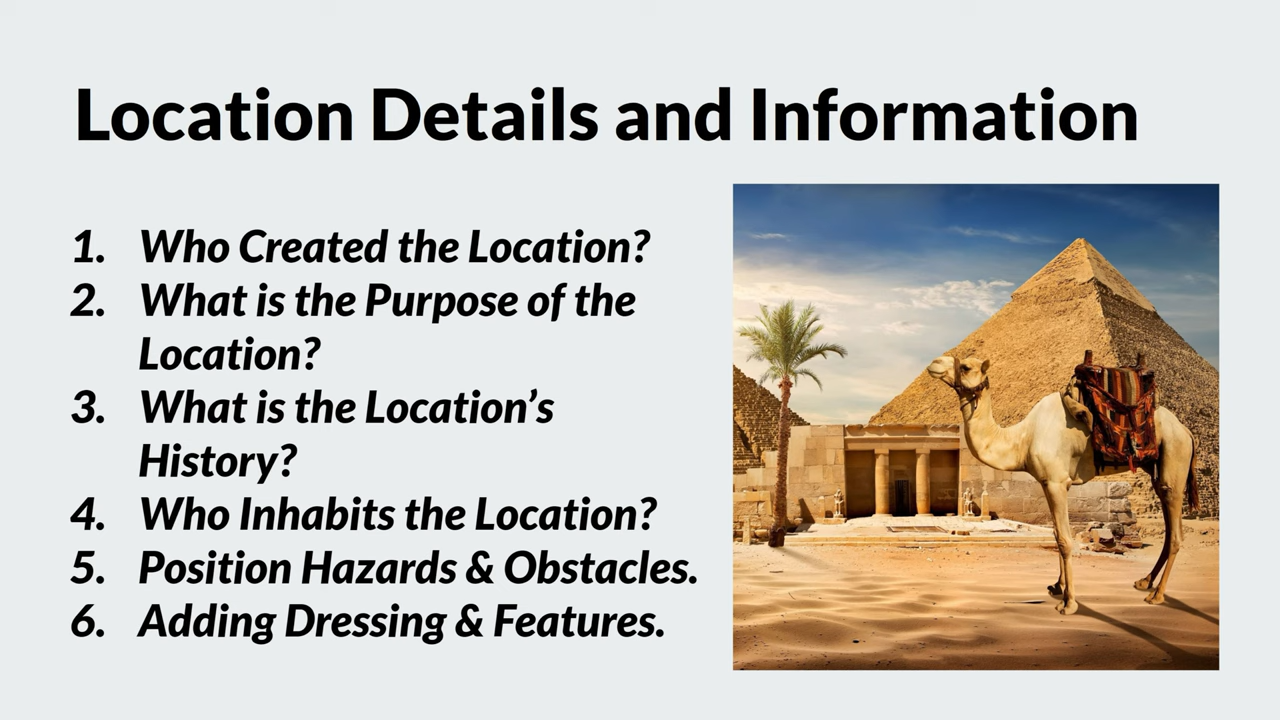 Location Details and Information
1. Who Created the Location?
2. What is the Purpose of the
Location?
3. What is the Location’s
History?
4. Who Inhabits the Location?
5. Position Hazards & Obstacles.
6. Adding Dressing & Features.